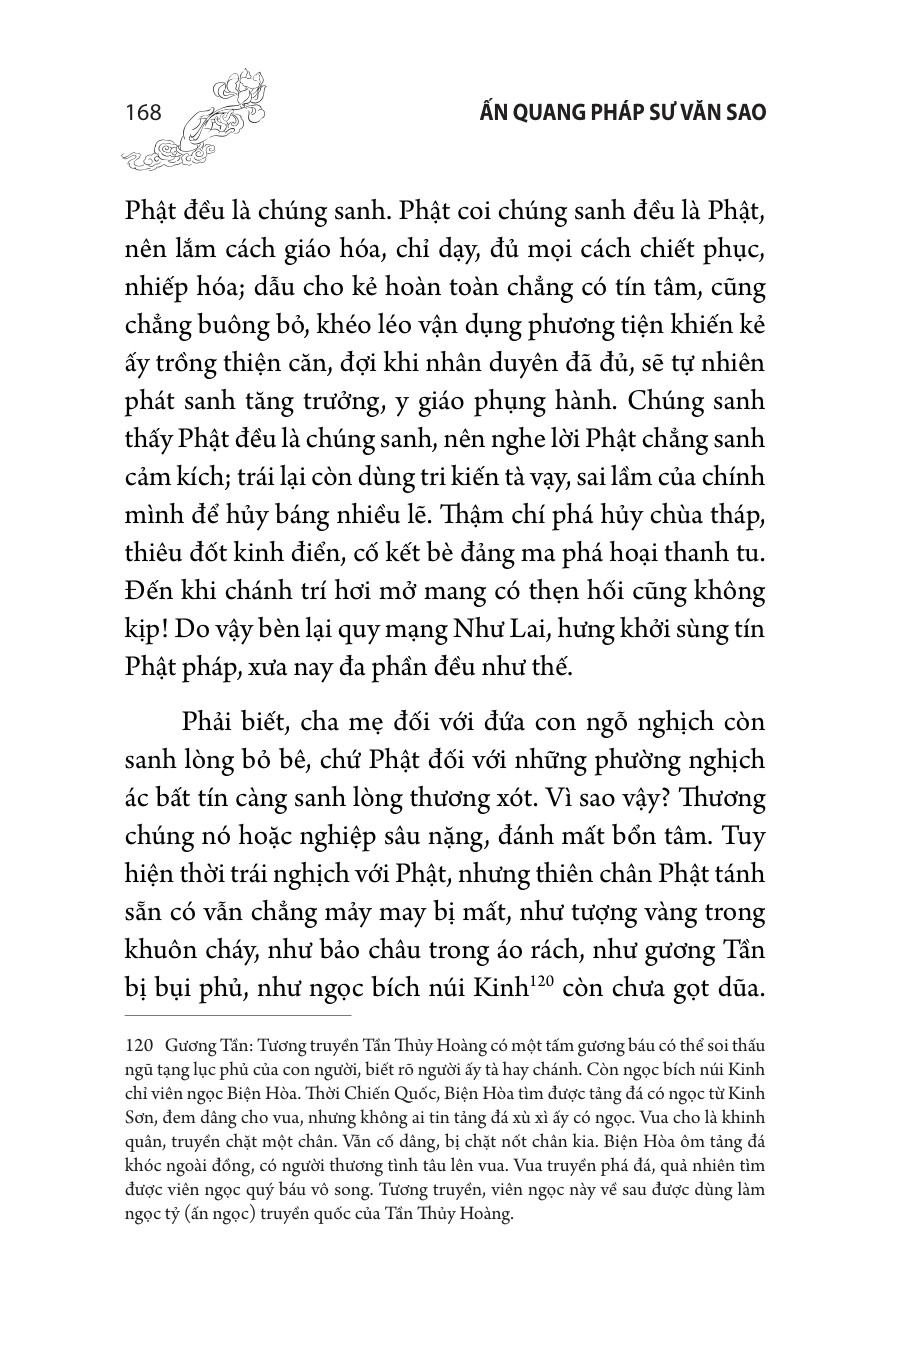 168
ẤN QUANG PHÁP SƯ VĂN SAO
Phật đều là chúng sanh. Phật coi chúng sanh đều là Phật,
nên lắm cách giáo hóa, chỉ dạy, đủ mọi cách chiết phục,
nhiếp hóa; dẫu cho kẻ hoàn toàn chẳng có tín tâm, cũng
chẳng buông bỏ, khéo léo vận dụng phương tiện khiến kẻ
ấy trồng thiện căn, đợi khi nhân duyên đã đủ, sẽ tự nhiên
phát sanh tăng trưởng, y giáo phụng hành. Chúng sanh
thấy Phật đều là chúng sanh, nên nghe lời Phật chẳng sanh
cảm kích; trái lại còn dùng tri kiến tà vạy, sai lầm của chính
mình để hủy báng nhiều lẽ. Thậm chí phá hủy chùa tháp,
thiêu đốt kinh điển, cố kết bè đảng ma phá hoại thanh tu.
Đến khi chánh trí hơi mở mang có thẹn hối cũng không
kịp! Do vậy bèn lại quy mạng Như Lai, hưng khởi sùng tín
Phật pháp, xưa nay đa phần đều như thế.
Phải biết, cha mẹ đối với đứa con ngỗ nghịch còn
sanh lòng bỏ bê, chứ Phật đối với những phường nghịch
ác bất tín càng sanh lòng thương xót. Vì sao vậy? Thương
chúng nó hoặc nghiệp sâu nặng, đánh mất bổn tâm. Tuy
hiện thời trái nghịch với Phật, nhưng thiên chân Phật tánh
sẵn có vẫn chẳng mảy may bị mất, như tượng vàng trong
khuôn cháy, như bảo châu trong áo rách, như gương Tần
bị bụi phủ, như ngọc bích núi Kinh120 còn chưa gọt dũa.
120 Gương Tần: Tương truyền Tần Thủy Hoàng có một tấm gương báu có thể soi thấu
ngũ tạng lục phủ của con người, biết rõ người ấy tà hay chánh. Còn ngọc bích núi Kinh
chỉ viên ngọc Biện Hòa. Thời Chiến Quốc, Biện Hòa tìm được tảng đá có ngọc từ Kinh
Sơn, đem dâng cho vua, nhưng không ai tin tảng đá xù xì ấy có ngọc. Vua cho là khinh
quân, truyền chặt một chân. Vẫn cố dâng, bị chặt nốt chân kia. Biện Hòa ôm tảng đá
khóc ngoài đồng, có người thương tình tâu lên vua. Vua truyền phá đá, quả nhiên tìm
được viên ngọc quý báu vô song. Tương truyền, viên ngọc này về sau được dùng làm
ngọc tỷ (ấn ngọc) truyền quốc của Tần Thủy Hoàng.